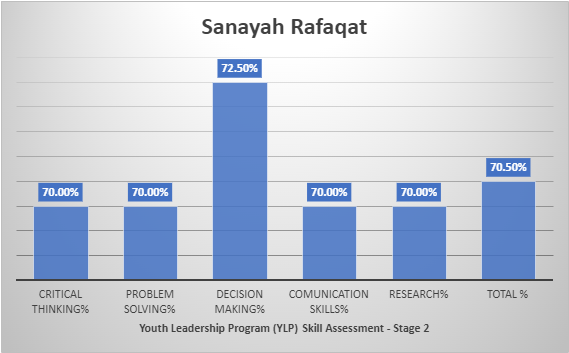 Sanayah Rafaqat
72.50%
70.50%
70.00%
70.00%
70.00%
70.00%
CRITICAL
THINKING%
PROBLEM
SOLVING%
DECISION
MAKING%
COMUNICATION
SKILLS%
RESEARCH%
TOTAL %
Youth Leadership Program (YLP) Skill Assessment - Stage 2